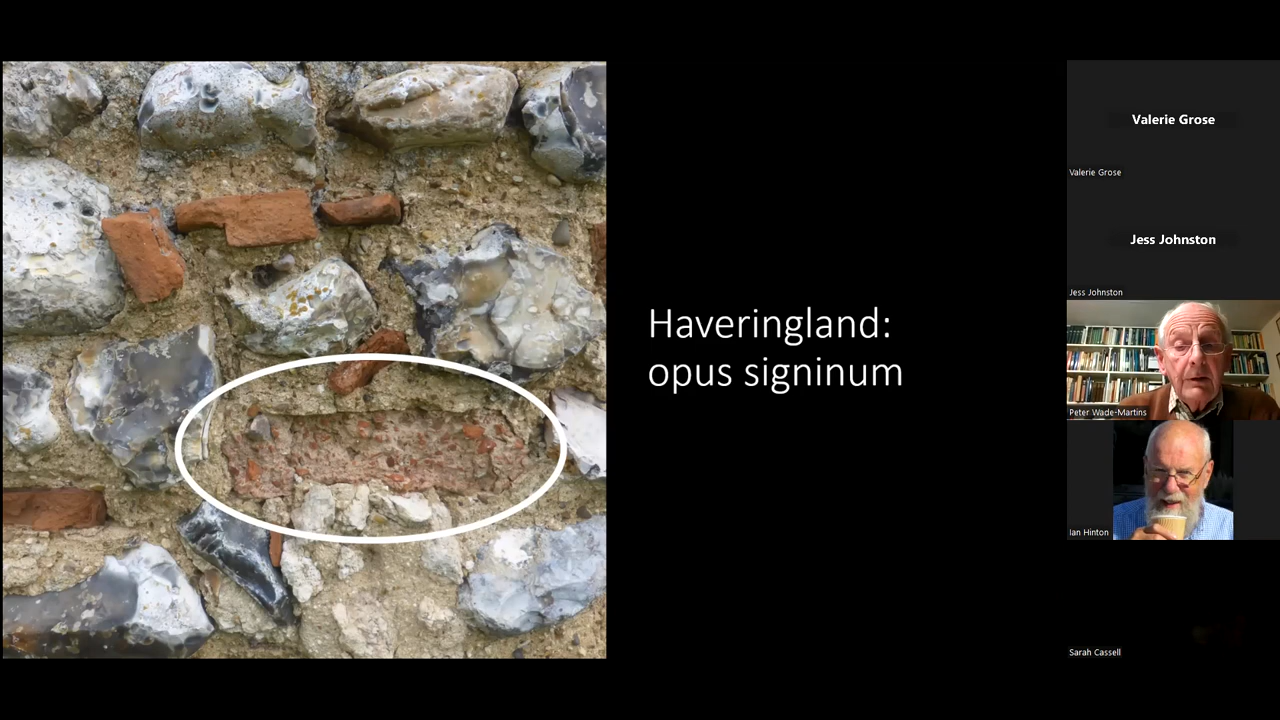 Haveringland:
opus signinum
Valerie Grose
Valerie Grose
Jess Johnston
Jess Johnston
Peter Wade-Martins
Ian Hinton
Sarah Cassell